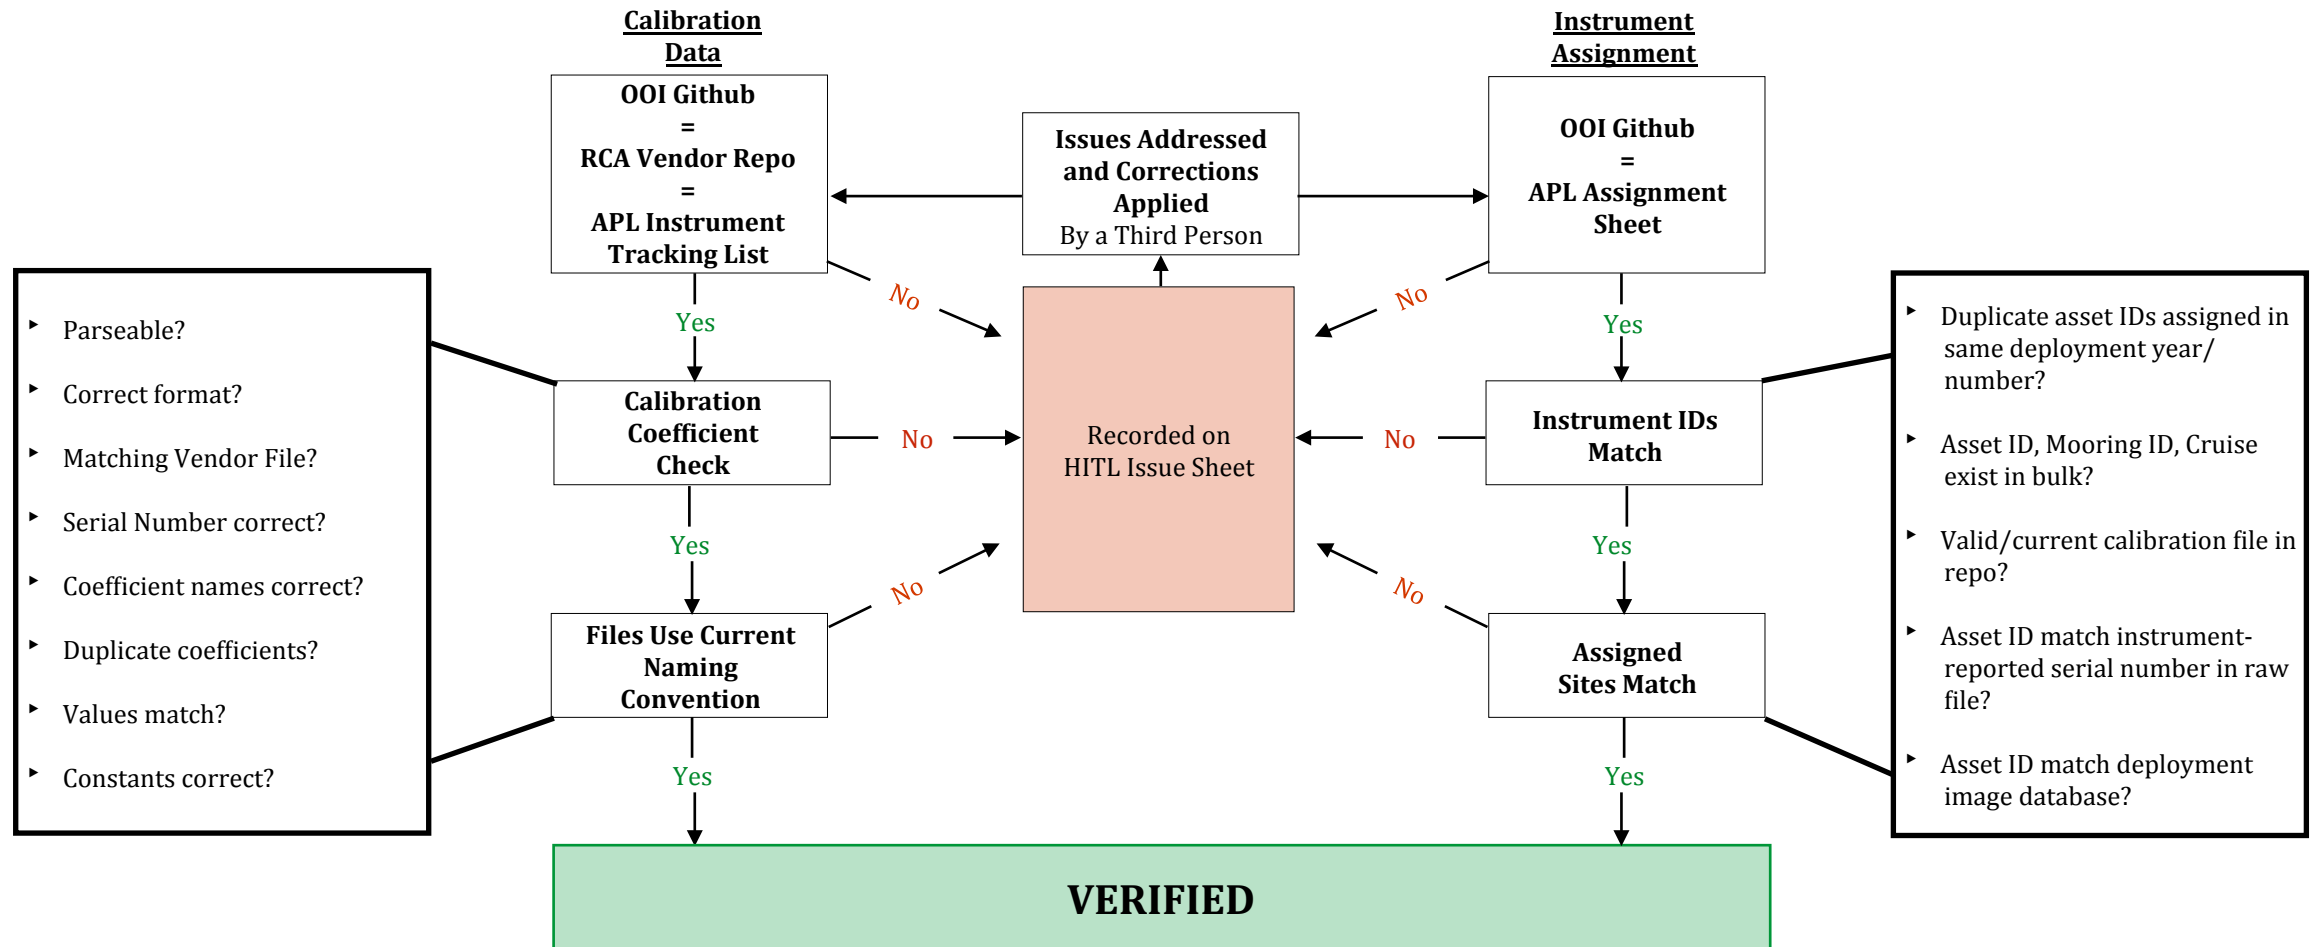 Calibration
Data
OOI Github
=
RCA Vendor Repo
=
APL Instrument
Tracking List
Yes
No
Calibration
Coefficient
Check
No
Yes
Files Use Current
Naming
Convention
No
Yes
Parseable?
Correct format?
Matching Vendor File?
Serial Number correct?
Coefficient names correct?
Duplicate coefficients?
Values match?
Constants correct?
Issues Addressed
and Corrections
Applied
By a Third Person
Recorded on
HITL Issue Sheet
Instrument
Assignment
OOI Github
=
APL Assignment
Sheet
No
Yes
Instrument IDs
Match
No
Yes
Assigned
Sites Match
No
Yes
Duplicate asset IDs assigned in
same deployment year/
number?
Asset ID, Mooring ID, Cruise
exist in bulk?
Valid/current calibration file in
repo?
Asset ID match instrument-
reported serial number in raw
file?
Asset ID match deployment
image database?
VERIFIED